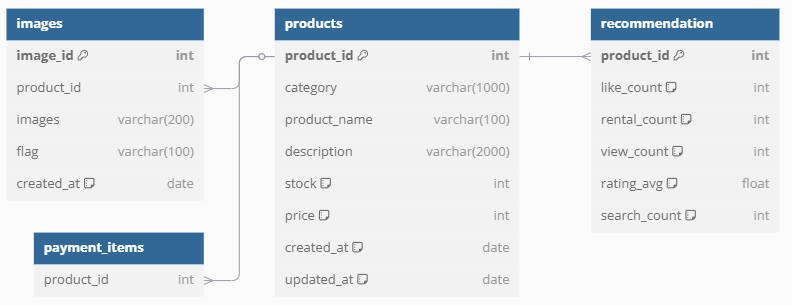 images
image_id int
product_id int
images varchar(200)
flag varchar(100)
created_at date
payment_items
product_id int
products
product_id int
category varchar(1000)
product_name varchar(100)
description varchar(2000)
stock int
price int
created_at date
updated_at date
recommendation
product_id int
like_count int
rental_count int
view_count int
rating_avg float
search_count int